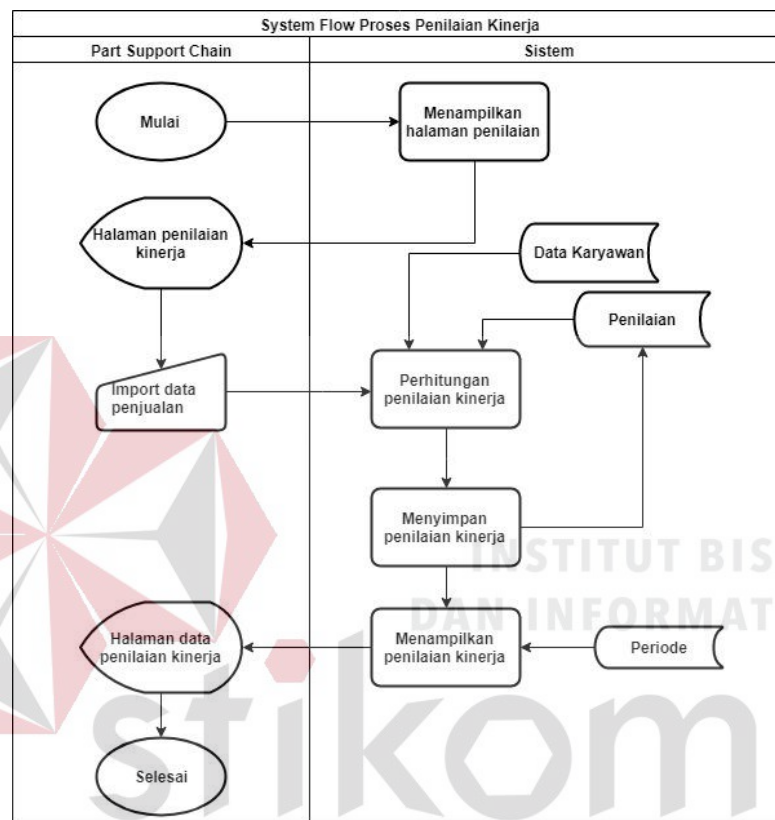 System Flow Proses Penilaian Kinerja
Part Support Chain
Sistem
Mulai
Menampilkan
halaman penilaian
Halaman penilaian
kinerja
Data Karyawan
Penilaian
Import data
penjualan
Perhitungan
penilaian kinerja
Menyimpan
penilaian kinerja
INSTITUT BIS
DAN INFORMAT
Halaman data
penilaian kinerja
Menampilkan
penilaian kinerja
Periode
stikom
Selesai